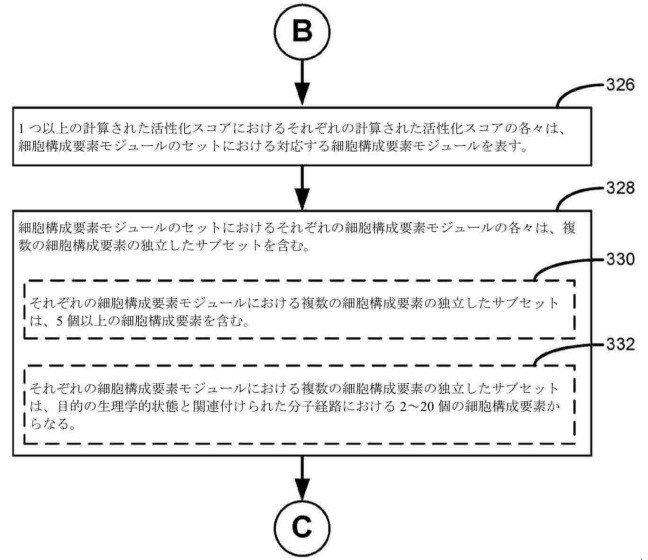 B
326
1 つ以上の計算された活性化スコアにおけるそれぞれの計算された活性化スコアの各々は、
細胞構成要素モジュールのセットにおける対応する細胞構成要素モジュールを表す。
328
細胞構成要素モジュールのセットにおけるそれぞれの細胞構成要素モジュールの各々は、複
数の細胞構成要素の独立したサブセットを含む。
330
それぞれの細胞構成要素モジュールにおける複数の細胞構成要素の独立したサブセット
は、5 個以上の細胞構成要素を含む。
332
それぞれの細胞構成要素モジュールにおける複数の細胞構成要素の独立したサブセット
は、目的の生理学的状態と関連付けられた分子経路における 2～20 個の細胞構成要素か
らなる。
C